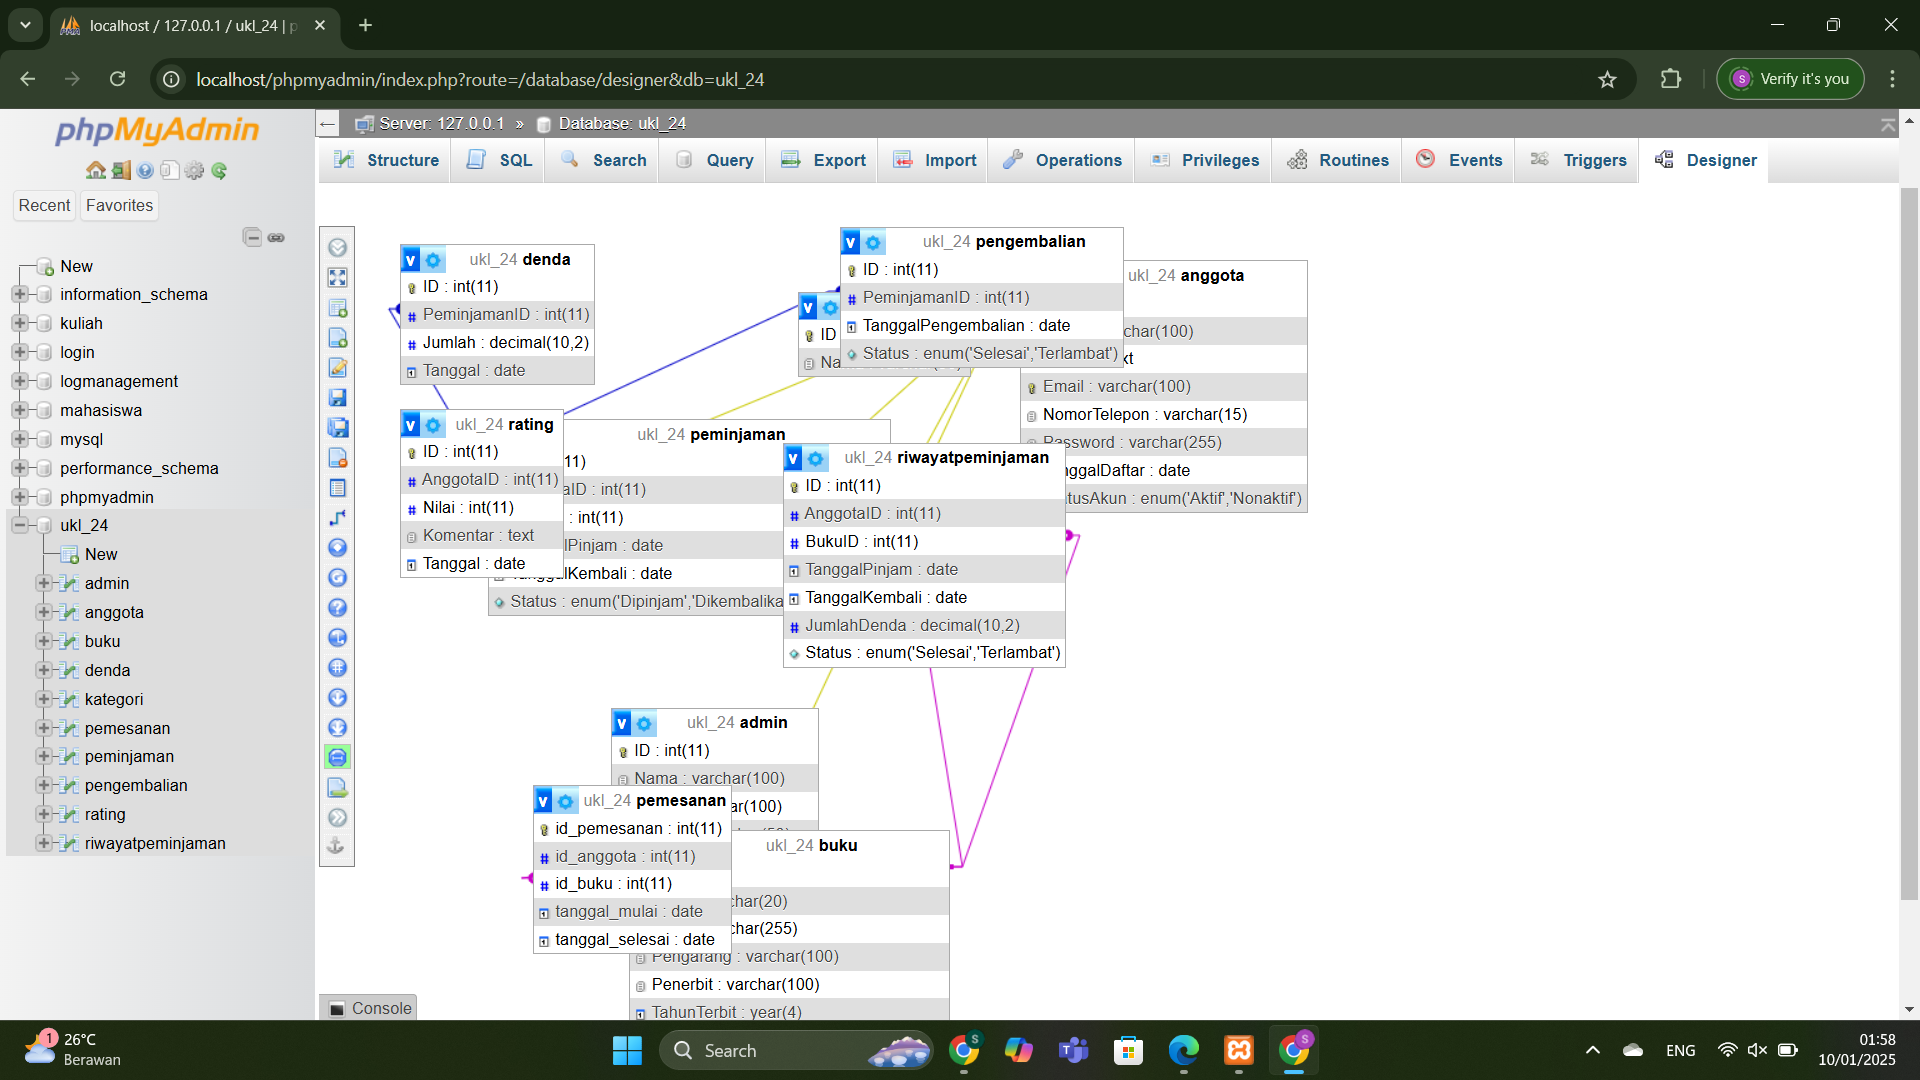 localhost / 127.0.0.1 / ukl_24 | p
localhost/phpmyadmin/index.php?route=/database/designer&db=ukl_24
S
Verify it's you
phpMyAdmin
Recent
Favorites
New
information_schema
kuliah
login
logmanagement
mahasiswa
mysql
performance_schema
phpmyadmin
ukl_24
New
admin
anggota
buku
denda
kategori
pemesanan
peminjaman
pengembalian
rating
riwayatpeminjaman
Server: 127.0.0.1 » Database: ukl_24
Structure
SQL
Search
Query
Export
Import
Operations
Privileges
Routines
Events
Triggers
Designer
v ukl_24 denda
ID : int(11)
# PeminjamanID : int(11)
# Jumlah : decimal(10,2)
Tanggal : date
v ukl_24 pengembalian
ID : int(11)
# PeminjamanID : int(11)
TanggalPengembalian : date
Status : enum('Selesai','Terlambat')
v
ID
Na
ukl_24 anggota
char(100)
xt
Email : varchar(100)
NomorTelepon : varchar(15)
Password : varchar(255)
nggalDaftar : date
tusAkun : enum('Aktif','Nonaktif')
v ukl_24 rating
ID : int(11)
# AnggotaID : int(11)
# Nilai : int(11)
Komentar : text
Tanggal : date
ukl_24 peminjaman
11)
aID : int(11)
: int(11)
lPinjam : date
TanggalKembali : date
Status : enum('Dipinjam','Dikembalika
v ukl_24 riwayatpeminjaman
ID : int(11)
# AnggotaID : int(11)
# BukuID : int(11)
TanggalPinjam : date
TanggalKembali : date
# JumlahDenda : decimal(10,2)
Status : enum('Selesai','Terlambat')
v ukl_24 admin
ID : int(11)
Nama : varchar(100)
ar(100)
v ukl_24 pemesanan
id_pemesanan : int(11)
# id_anggota : int(11)
# id_buku : int(11)
tanggal_mulai : date
tanggal_selesai : date
ukl_24 buku
char(20)
char(255)
Pengarang : varchar(100)
Penerbit : varchar(100)
TahunTerbit : year(4)
Console
1
26°C
Berawan
Search
S
S
ENG
01:58
10/01/2025